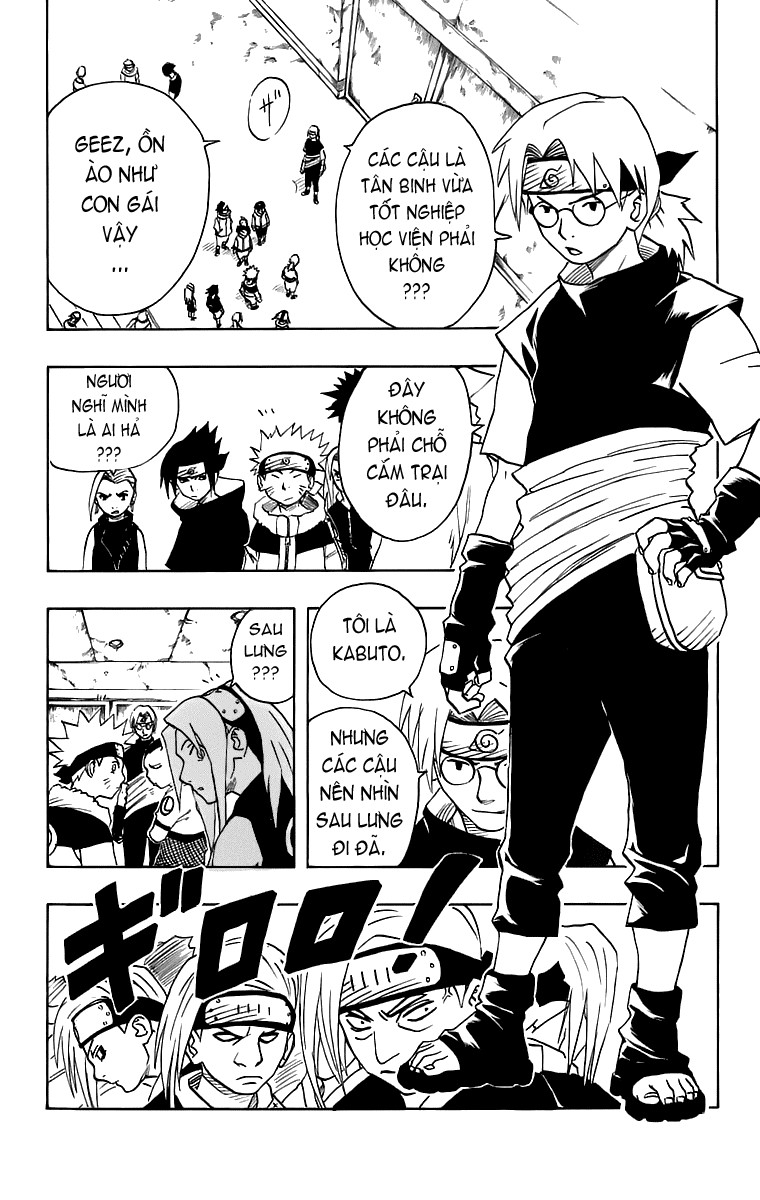 CÁC CẬU LÀ
TÂN BINH VỪA
TỐT NGHIỆP
HỌC VIỆN PHẢI
KHÔNG
???
ザ
GEEZ, ỒN
ÀO NHƯ
CON GÁI
VẬY
...
ĐÂY
KHÔNG
PHẢI CHỖ
CẮM TRẠI
ĐÂU.
NGƯƠI
NGHĨ MÌNH
LÀ AI HẢ
???
TÔI LÀ
KABUTO.
NHƯNG
CÁC CẬU
NÊN NHÌN
SAU LƯNG
ĐI ĐÃ.
SAU
LƯNG
???
ギロロ!